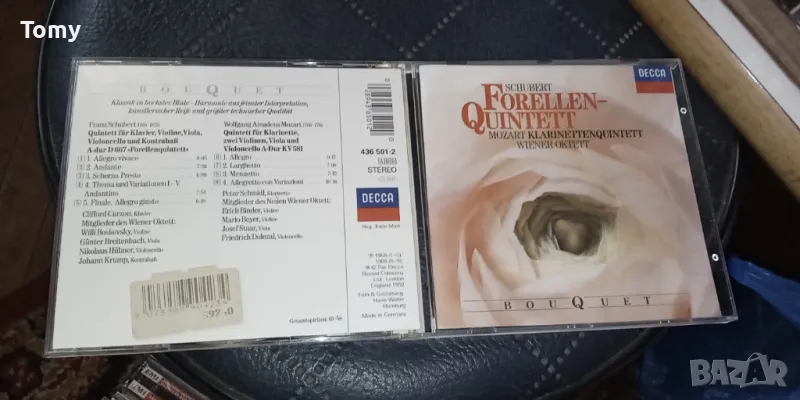 Tomy
BOUQUET
Klassik in höchster Blüte - Harmonie aus feinster Interpretation,
künstlerischer Reife und größter technischer Qualität
Franz Schubert
Quintett für Klavier, Violine, Viola,
Violoncello und Kontrabaß
A-dur D 667 «Forellenquintett»
1. Allegro vivace
2. Andante
3. Scherzo. Presto
4. Thema und Variationen I - V
Andantino
5. Finale. Allegro giusto
Clifford Curzon, Klavier
Mitglieder des Wiener Oktett:
Willi Boskovsky, Violine
Günter Breitenbach, Viola
Nikolaus Hübner, Violoncello
Johann Krump, Kontrabaß
Wolfgang Amadeus Mozart
Quintett für Klarinette,
zwei Violinen, Viola und
Violoncello A-Dur KV 581
1. Allegro
2. Larghetto
3. Menuetto
4. Allegretto con Variazioni
Peter Schmidl, Klarinette
Mitglieder des Neuen Wiener Oktett:
Erich Binder, Violine
Mario Beyer, Violine
Josef Staar, Viola
Friedrich Dolezal, Violoncello
436 501-2
STEREO
DECCA
Reg. Trade Mark
Made in Germany
SCHUBERT
FORELLEN-
QUINTETT
MOZART KLARINETTENQUINTETT
WIENER OKTETT
DECCA
BOUQUET
BAZAR